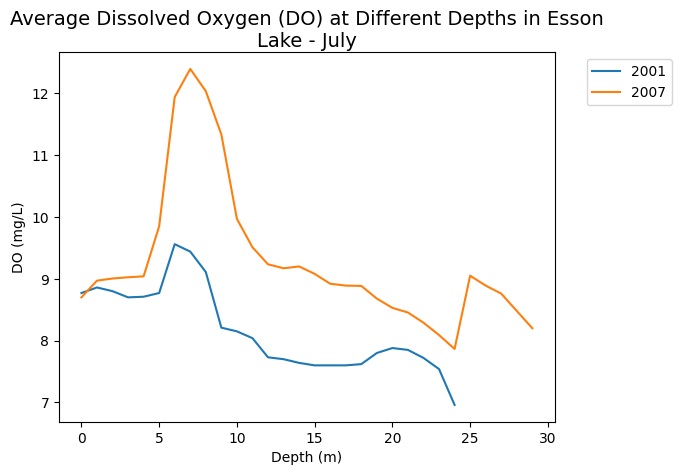 Average Dissolved Oxygen (DO) at Different Depths in Esson
Lake - July
2001
2007
DO (mg/L)
12
11
10
9
8
7
0 5 10 15 20 25 30
Depth (m)